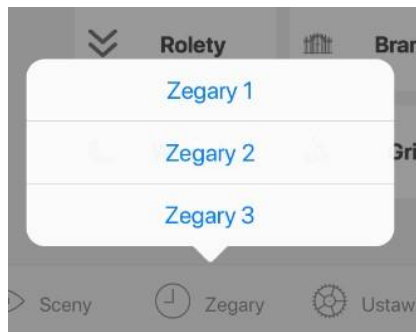 Rolety
Bran
Zegary 1
Zegary 2
Zegary 3
Gri
Sceny
Zegary
Ustaw